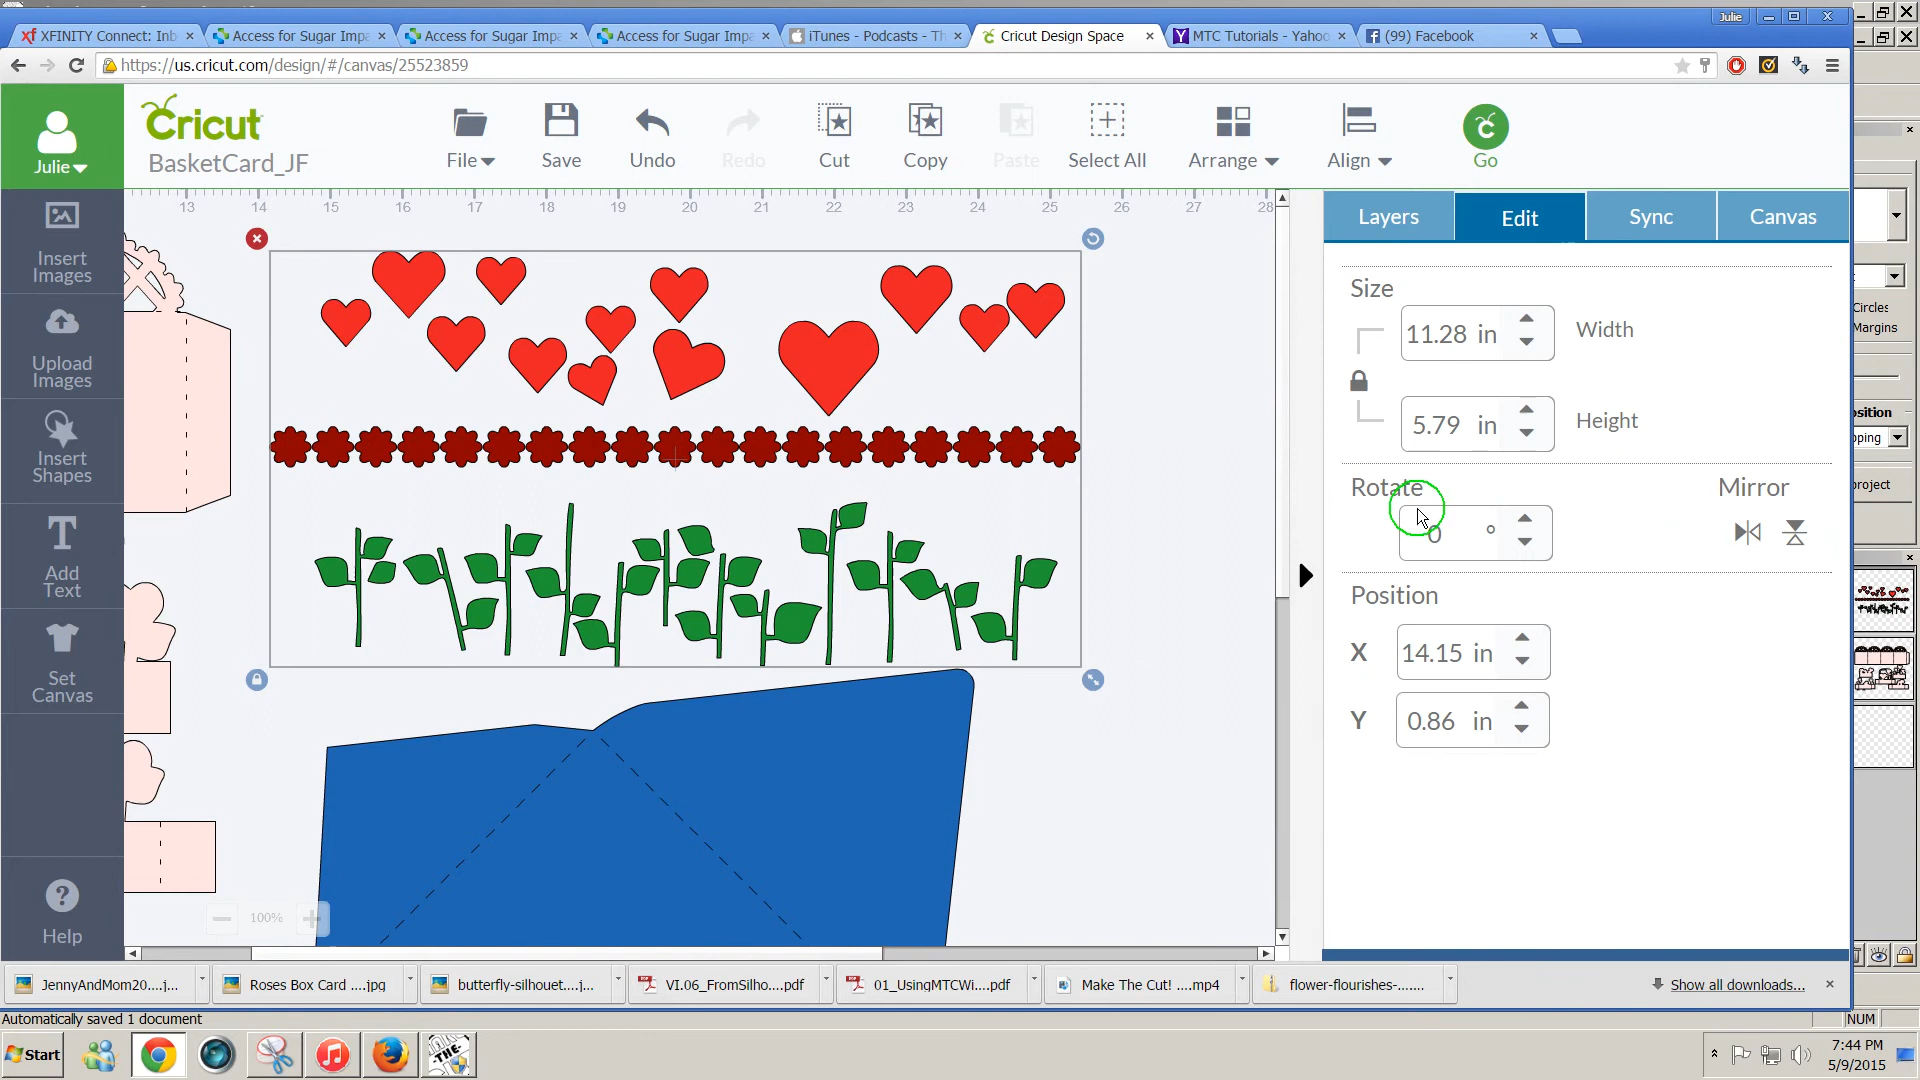 Julie
XFINITY Connect: Inb
Access for Sugar Impa
Access for Sugar Impa
Access for Sugar Impa
iTunes - Podcasts - Th
Cricut Design Space
MTC Tutorials - Yahoo
(99) Facebook
https://us.cricut.com/design/#/canvas/25523859
Julie
Cricut
BasketCard_JF
File
Save
Undo
Redo
Cut
Copy
Paste
Select All
Arrange
Align
Go
13 14 15 16 17 18 19 20 21 22 23 24 25 26 27 28
Insert Images
Upload Images
Insert Shapes
Add Text
Set Canvas
Help
100%
Layers
Edit
Sync
Canvas
Size
11.28 in
Width
5.79 in
Height
Rotate
0 °
Mirror
Position
X
14.15 in
Y
0.86 in
Circles
Margins
osition
pping
project
JennyAndMom20....j...
Roses Box Card ....jpg
butterfly-silhouet....j...
VI.06_FromSilho....pdf
01_UsingMTCWi....pdf
Make The Cut! ....mp4
flower-flourishes-.......
Show all downloads...
Automatically saved 1 document
NUM
Start
-THE-
7:44 PM
5/9/2015